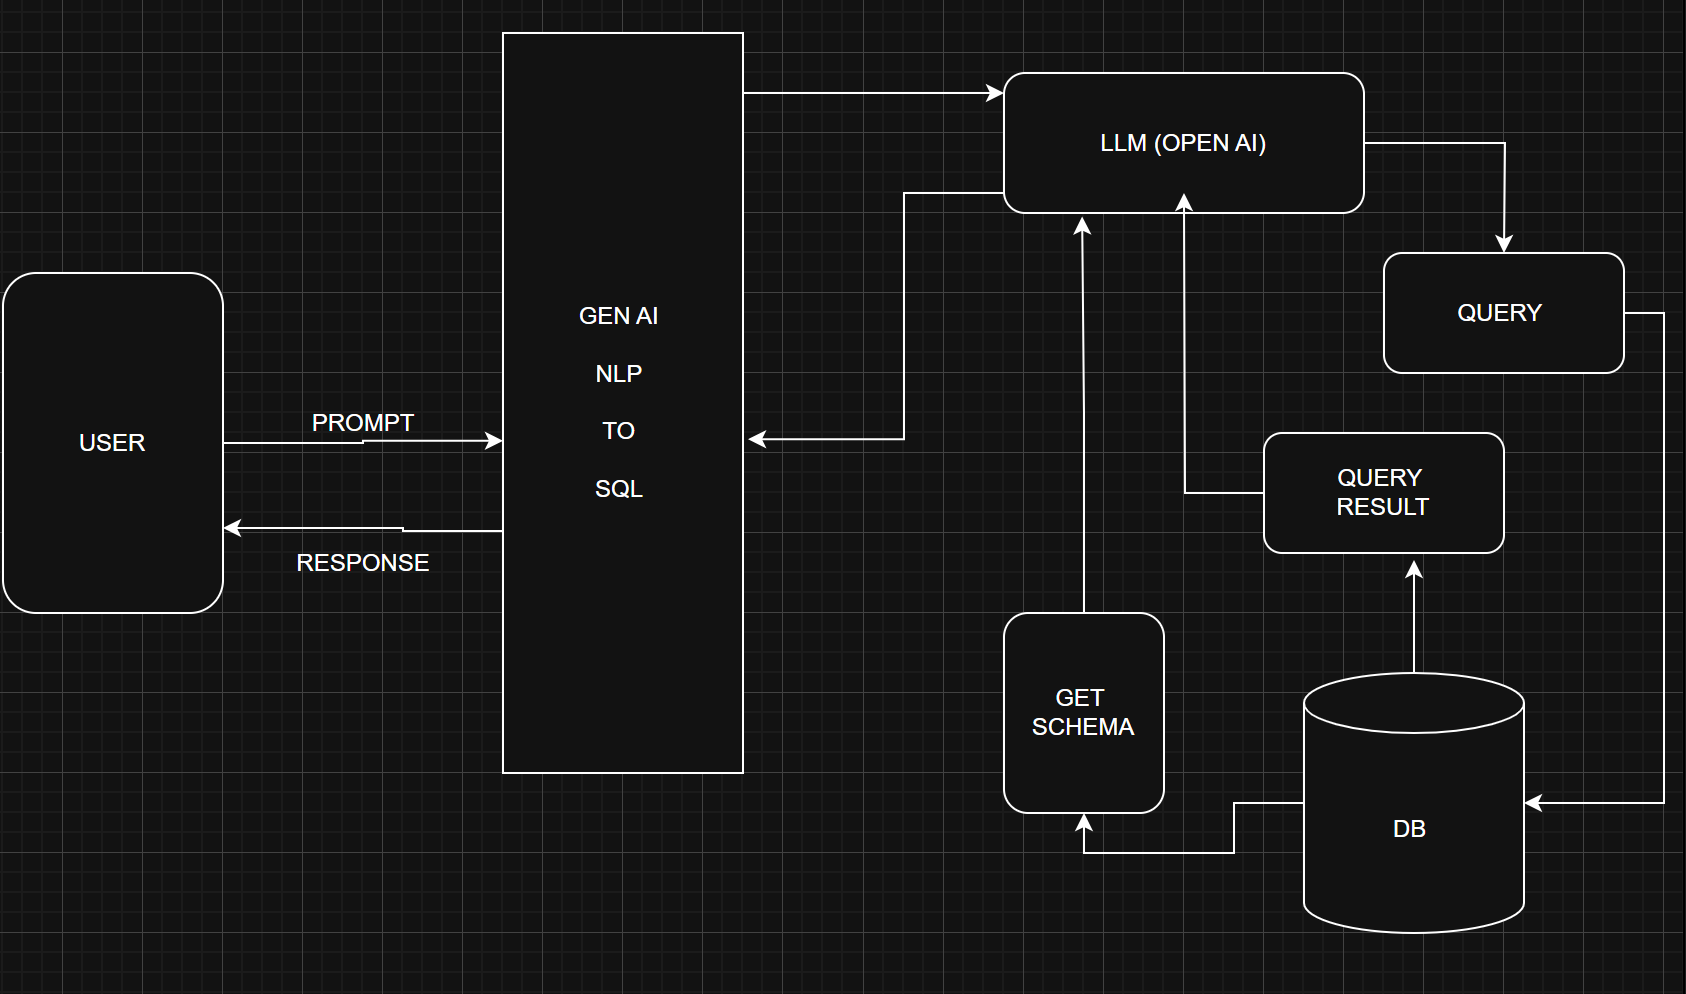 USER
PROMPT
RESPONSE
GEN AI
NLP
TO
SQL
LLM (OPEN AI)
QUERY
QUERY
RESULT
GET
SCHEMA
DB